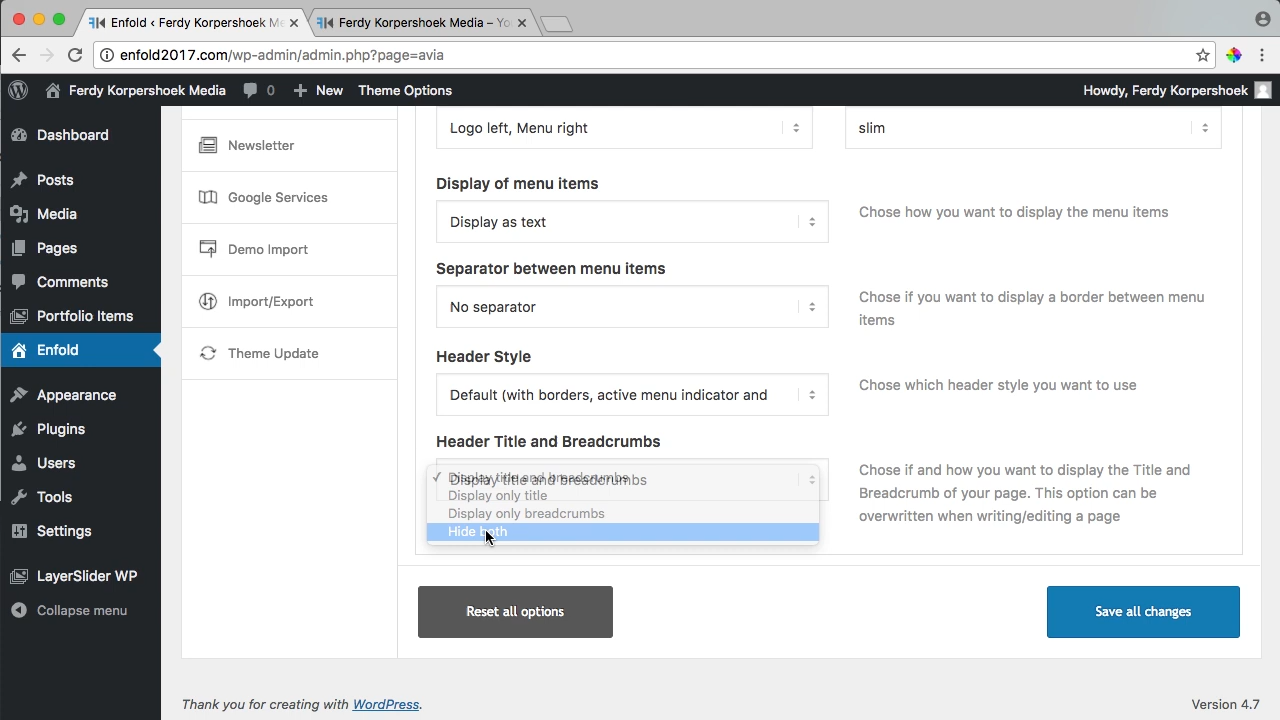 Enfold ‹ Ferdy Korpershoek Me
Ferdy Korpershoek Media – Yo
enfold2017.com/wp-admin/admin.php?page=avia
Ferdy Korpershoek Media
0
New
Theme Options
Howdy, Ferdy Korpershoek
Dashboard
Posts
Media
Pages
Comments
Portfolio Items
Enfold
Appearance
Plugins
Users
Tools
Settings
LayerSlider WP
Collapse menu
Newsletter
Google Services
Demo Import
Import/Export
Theme Update
Logo left, Menu right
slim
Display of menu items
Display as text
Chose how you want to display the menu items
Separator between menu items
No separator
Chose if you want to display a border between menu
items
Header Style
Default (with borders, active menu indicator and
Chose which header style you want to use
Header Title and Breadcrumbs
Display title and breadcrumbs
Display title and breadcrumbs
Display only title
Display only breadcrumbs
Hide both
Chose if and how you want to display the Title and
Breadcrumb of your page. This option can be
overwritten when writing/editing a page
Reset all options
Save all changes
Thank you for creating with WordPress.
Version 4.7